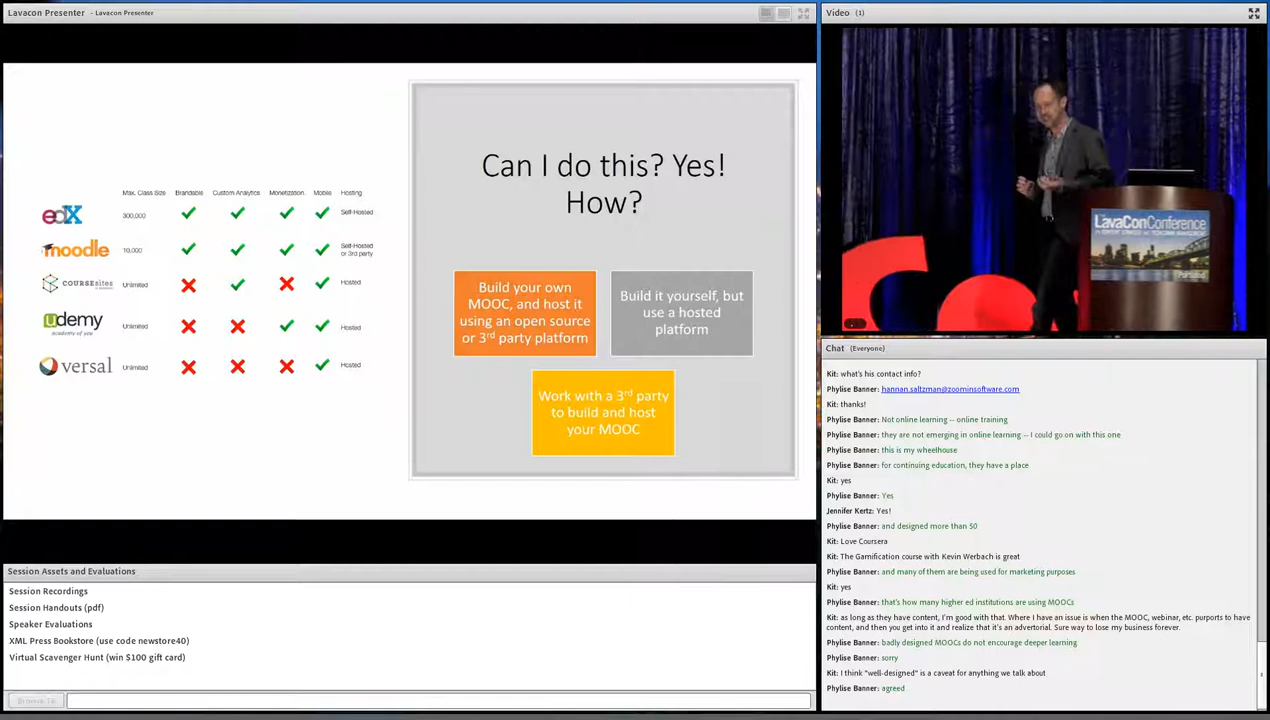 Lavacon Presenter - Lavacon Presenter
Max. Class Size Brandable Custom Analytics Monetization. Mobile Hosting
edX 300,000 Self-Hosted
moodle 10,000 Self-Hosted
or 3rd party
COURSEsites Unlimited Hosted
udemy Unlimited Hosted
academy of you
versal Unlimited Hosted
Can I do this? Yes!
How?
Build your own
MOOC, and host it
using an open source
or 3rd party platform
Build it yourself, but
use a hosted
platform
Work with a 3rd party
to build and host
your MOOC
Session Assets and Evaluations
Session Recordings
Session Handouts (pdf)
Speaker Evaluations
XML Press Bookstore (use code newstore40)
Virtual Scavenger Hunt (win $100 gift card)
Browse To
Video (1)
LavaConConference
Portland
Chat (Everyone)
Kit: what's his contact info?
Phylise Banner: hannan.saltzman@zoominsoftware.com
Kit: thanks!
Phylise Banner: Not online learning -- online training
Phylise Banner: they are not emerging in online learning -- I could go on with this one
Phylise Banner: this is my wheelhouse
Phylise Banner: for continuing education, they have a place
Kit: yes
Phylise Banner: Yes
Jennifer Kertz: Yes!
Phylise Banner: and designed more than 50
Kit: Love Coursera
Kit: The Gamification course with Kevin Werbach is great
Phylise Banner: and many of them are being used for marketing purposes
Kit: yes
Phylise Banner: that's how many higher ed institutions are using MOOCs
Kit: as long as they have content, I'm good with that. Where I have an issue is when the MOOC, webinar, etc. purports to have
content, and then you get into it and realize that it's an advertorial. Sure way to lose my business forever.
Phylise Banner: badly designed MOOCs do not encourage deeper learning
Phylise Banner: sorry
Kit: I think "well-designed" is a caveat for anything we talk about
Phylise Banner: agreed